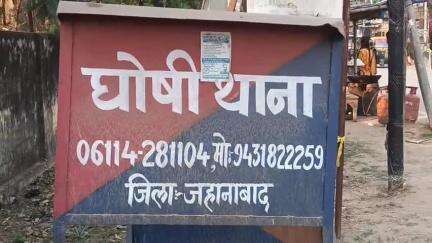 घोषी थाना
06114-281104,मो:-9431822259
जिला:-जहानाबाद